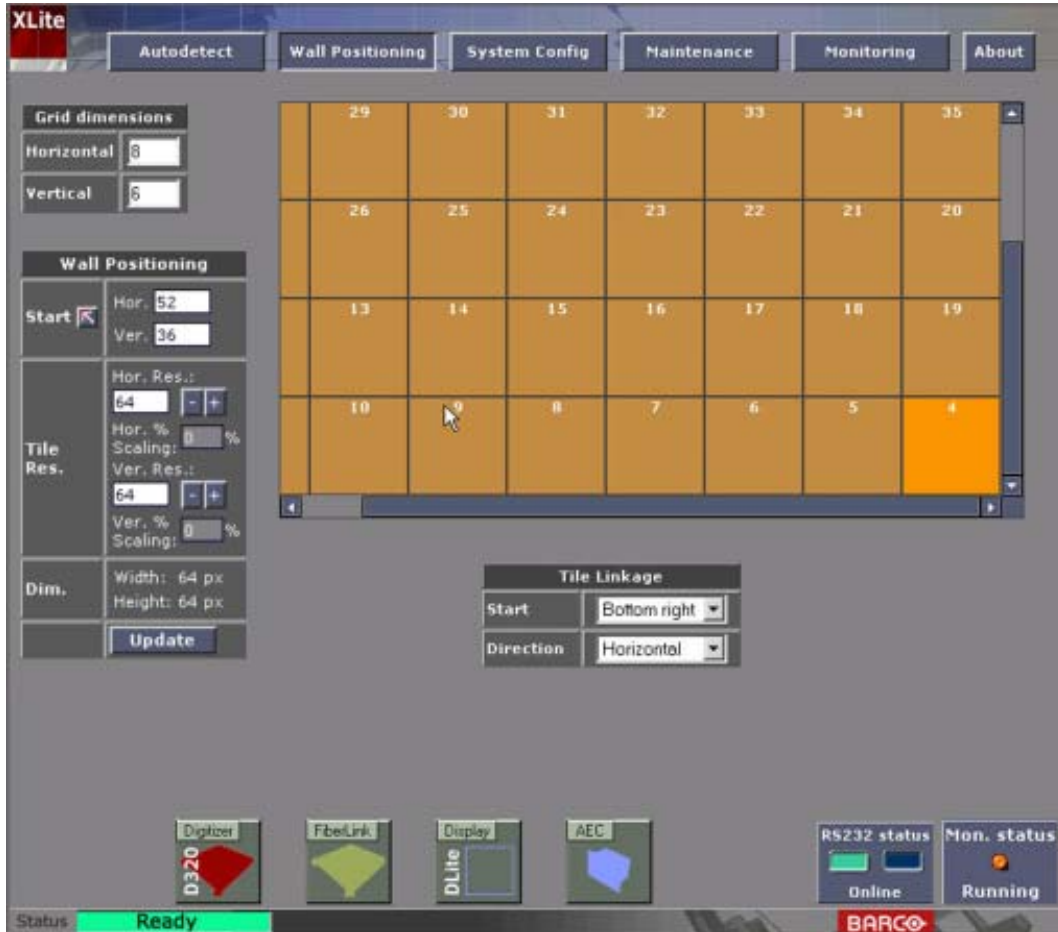 XLite
Autodetect Wall Positioning System Config Maintenance Monitoring About
Grid dimensions
Horizontal 8
Vertical 6
29 30 31 32 33 34 35
26 25 24 23 22 21 20
13 14 15 16 17 18 19
10 9 8 7 6 5 4
Wall Positioning
Start Hor. 52
Ver. 36
Tile Res.
Hor. Res.:
64 - +
Hor. % Scaling: 0 %
Ver. Res.:
64 - +
Ver. % Scaling: 0 %
Dim. Width: 64 px
Height: 64 px
Update
Tile Linkage
Start Bottom right
Direction Horizontal
Digitizer
D320
FiberLink
Display
DLite
AEC
RS232 status
Online
Mon. status
Running
Status Ready
BARCO